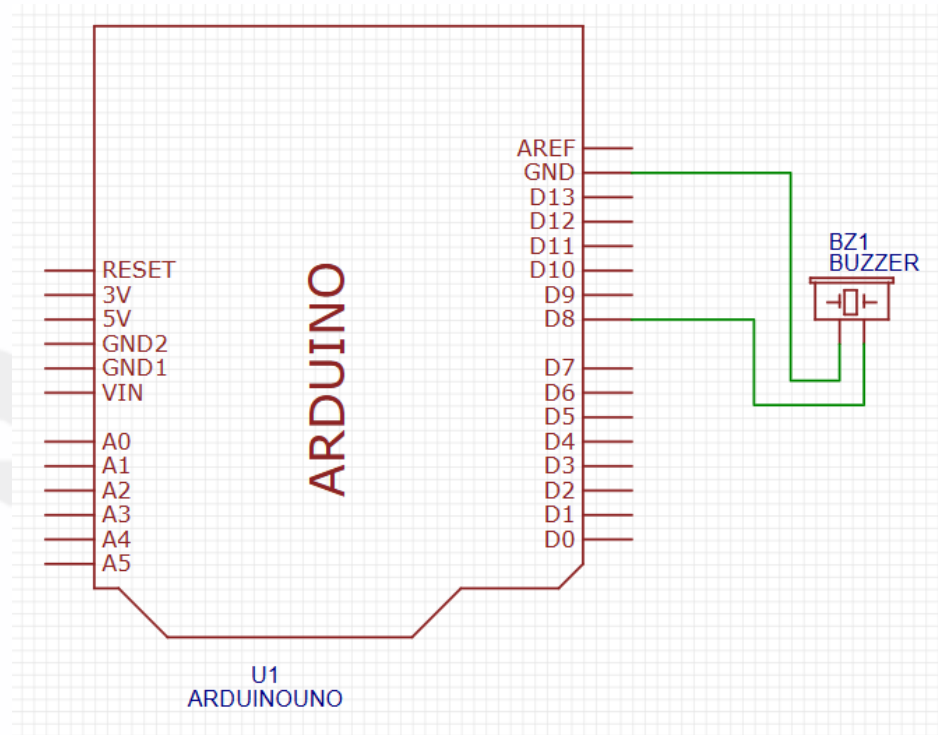 AREF
GND
D13
D12
D11
D10
D9
D8
D7
D6
D5
D4
D3
D2
D1
D0
RESET
3V
5V
GND2
GND1
VIN
A0
A1
A2
A3
A4
A5
ARDUINO
BZ1
BUZZER
U1
ARDUINOUNO